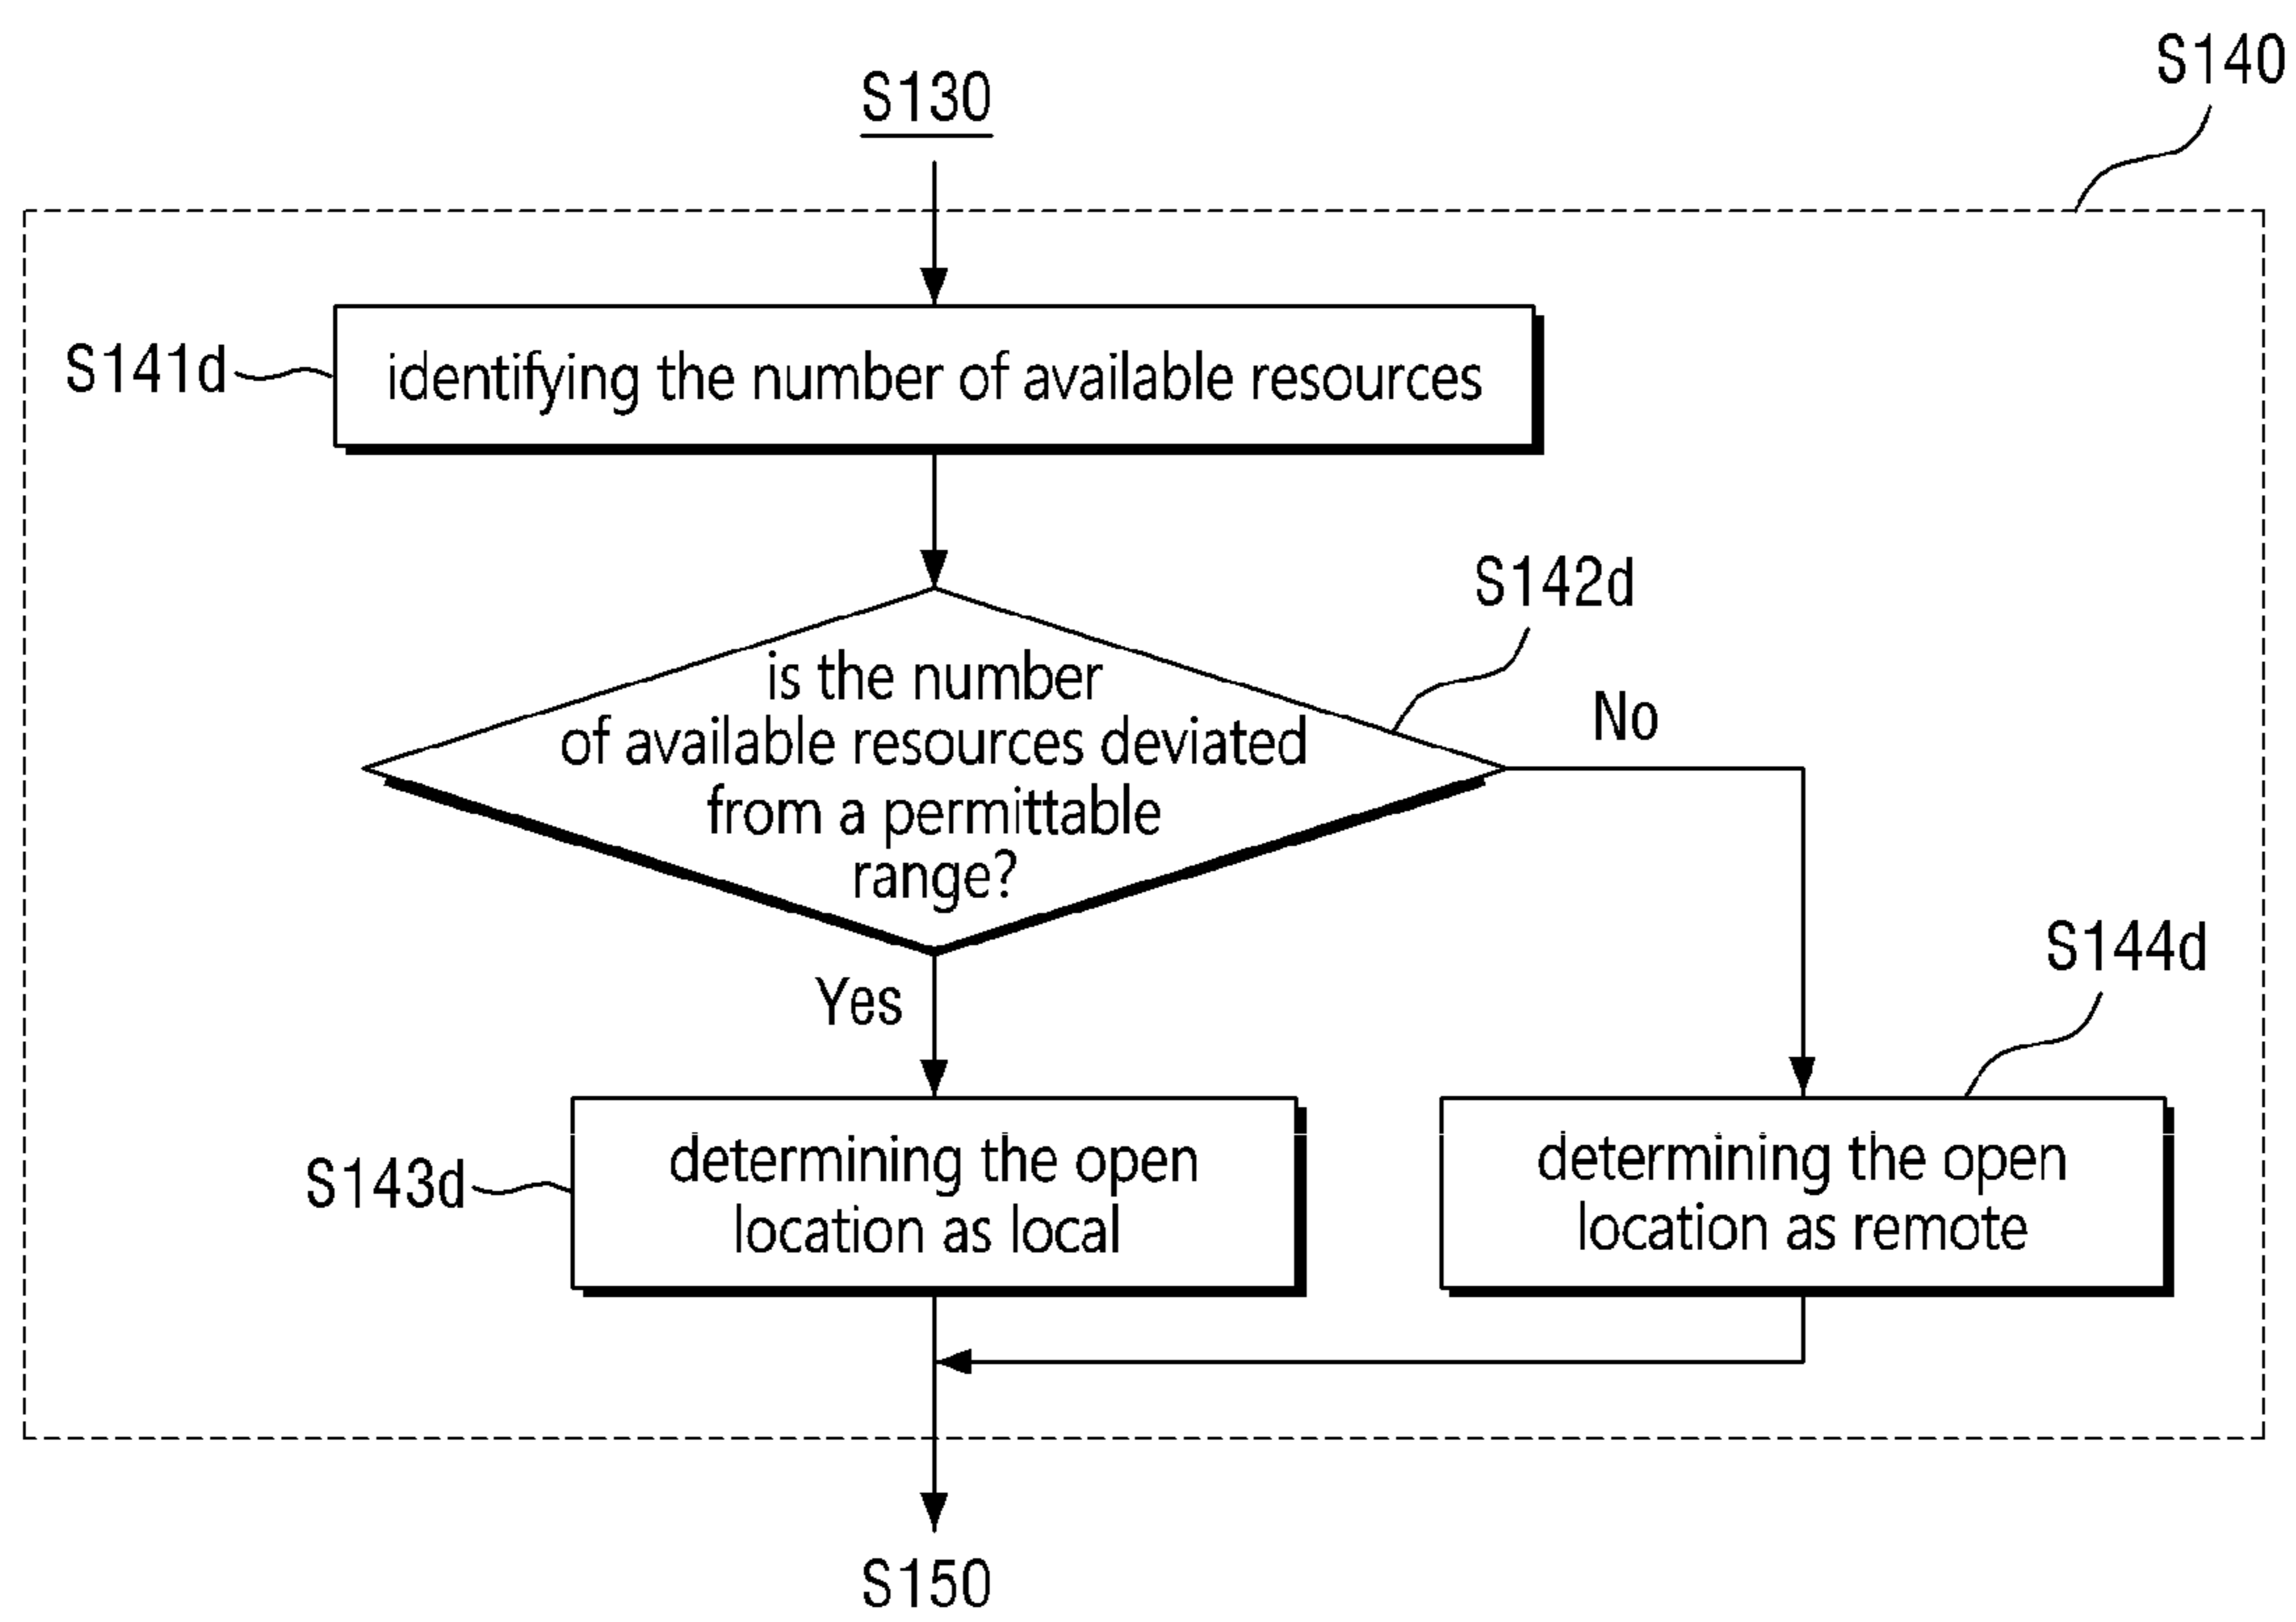 S140
S130
S141d
identifying the number of available resources
S142d
is the number
of available resources deviated
from a permittable
range?
No
Yes
S144d
S143d
determining the open
location as local
determining the open
location as remote
S150